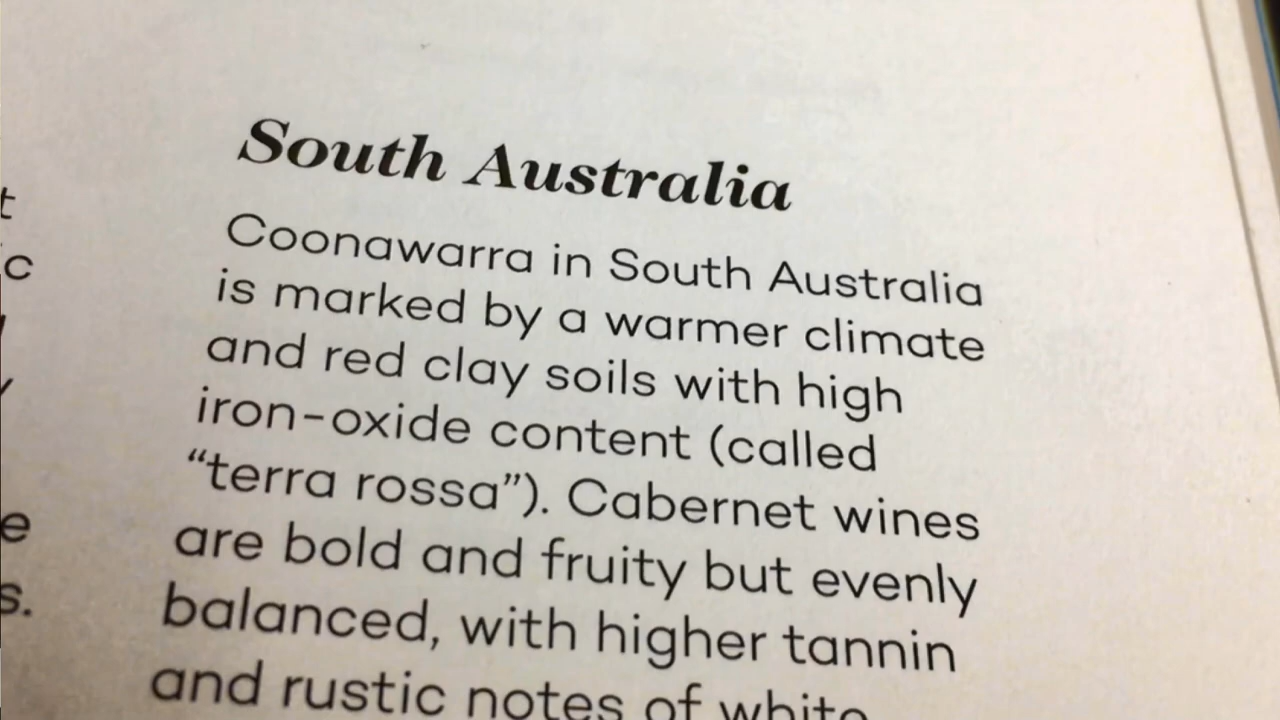 South Australia
Coonawarra in South Australia
is marked by a warmer climate
and red clay soils with high
iron-oxide content (called
“terra rossa”). Cabernet wines
are bold and fruity but evenly
balanced, with higher tannin
and rustic notes of white